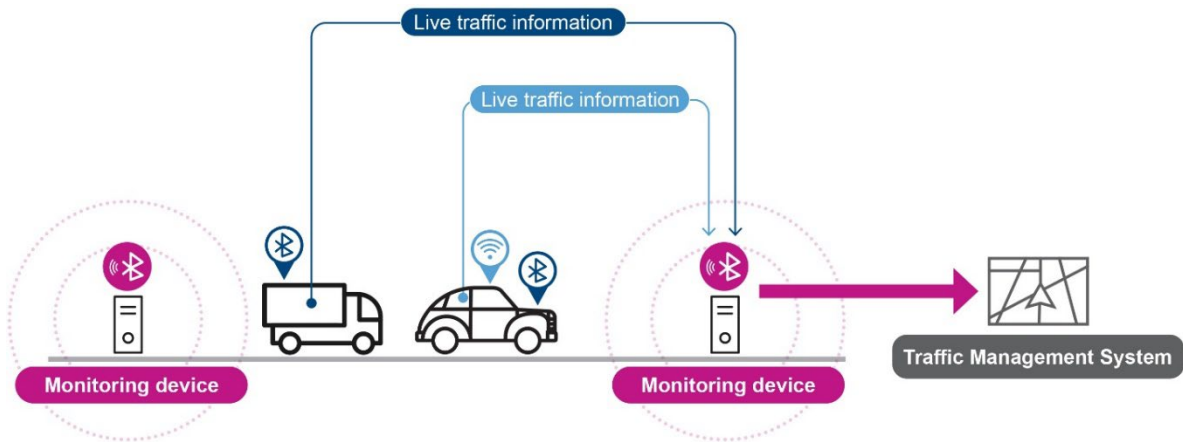 Live traffic information
Live traffic information
Monitoring device
Monitoring device
Traffic Management System